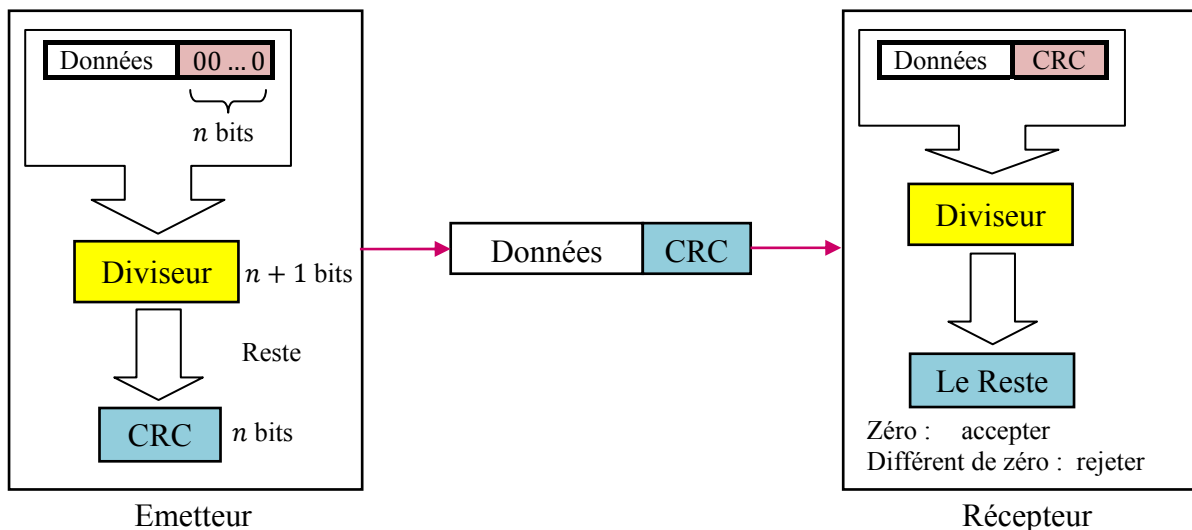 Données 00 … 0
n bits
Diviseur n + 1 bits
Reste
CRC n bits
Emetteur
Données CRC
Données CRC
Diviseur
Le Reste
Zéro : accepter
Différent de zéro : rejeter
Récepteur